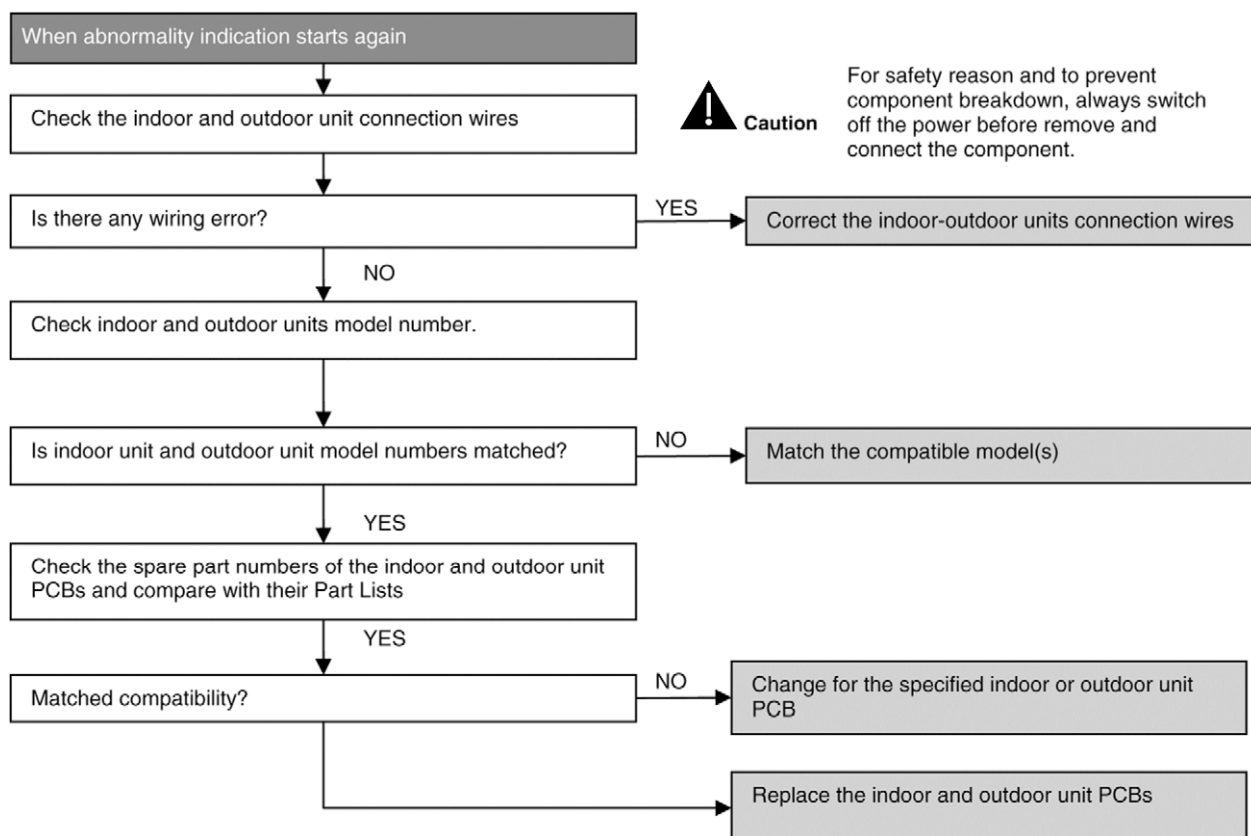 When abnormality indication starts again
Check the indoor and outdoor unit connection wires
For safety reason and to prevent
component breakdown, always switch
off the power before remove and
connect the component.
Caution
Is there any wiring error?
YES
Correct the indoor-outdoor units connection wires
NO
Check indoor and outdoor units model number.
Is indoor unit and outdoor unit model numbers matched?
NO
Match the compatible model(s)
YES
Check the spare part numbers of the indoor and outdoor unit
PCBs and compare with their Part Lists
YES
Matched compatibility?
NO
Change for the specified indoor or outdoor unit
PCB
Replace the indoor and outdoor unit PCBs